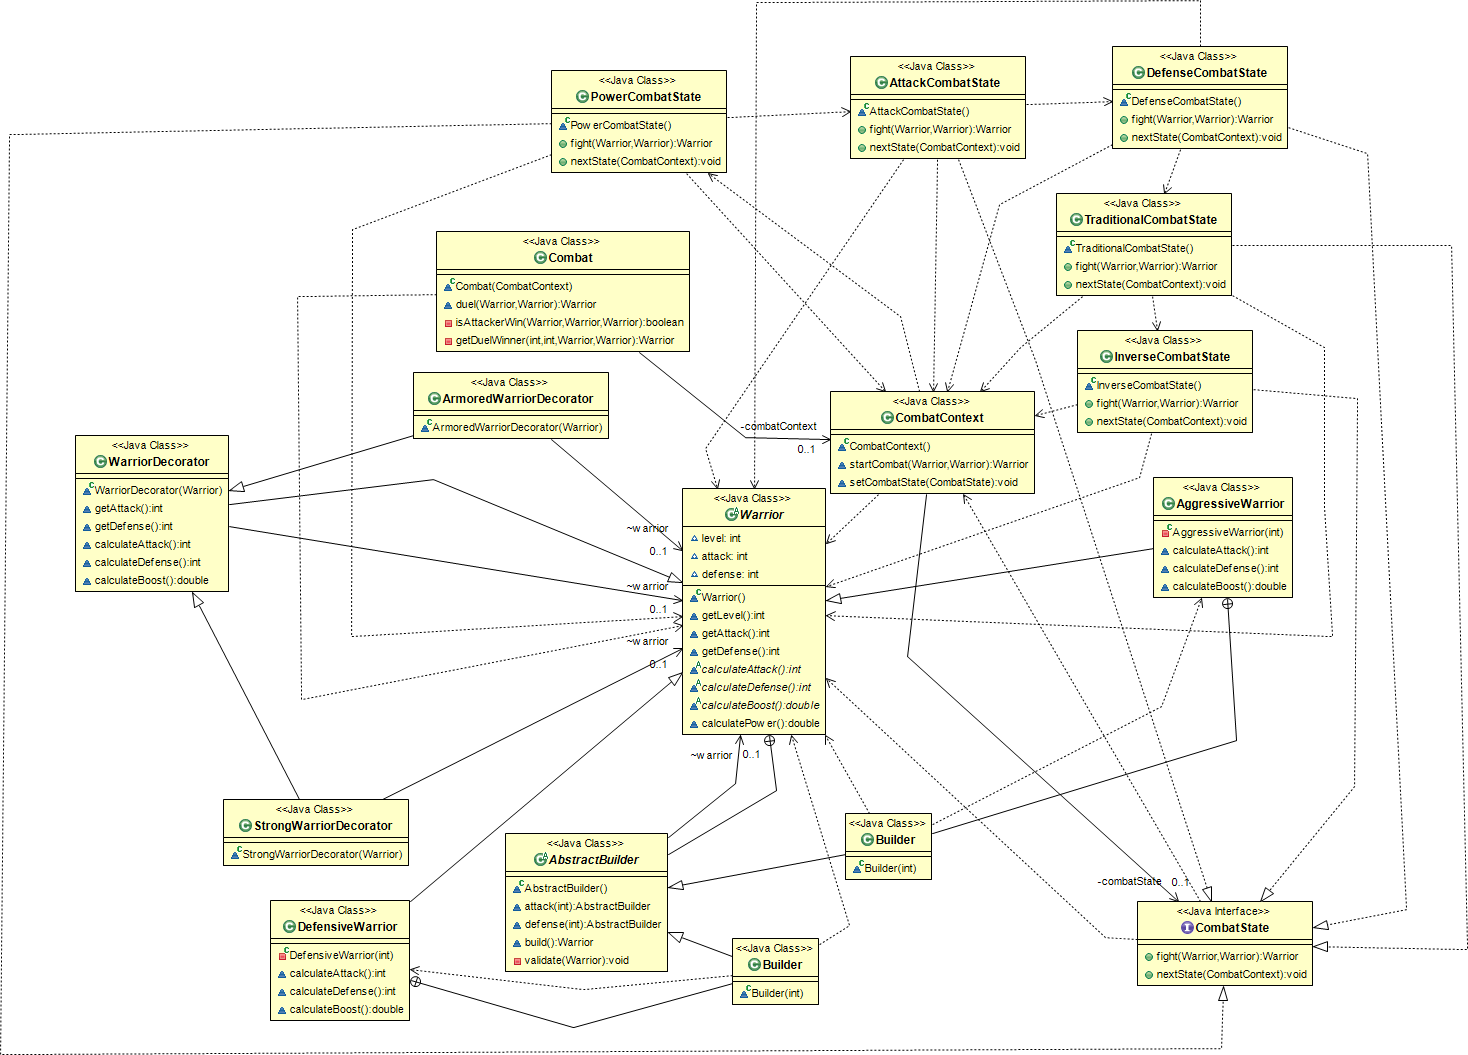 <<Java Class>>
PowerCombatState
PowerCombatState()
fight(Warrior,Warrior):Warrior
nextState(CombatContext):void
<<Java Class>>
AttackCombatState
AttackCombatState()
fight(Warrior,Warrior):Warrior
nextState(CombatContext):void
<<Java Class>>
DefenseCombatState
DefenseCombatState()
fight(Warrior,Warrior):Warrior
nextState(CombatContext):void
<<Java Class>>
TraditionalCombatState
TraditionalCombatState()
fight(Warrior,Warrior):Warrior
nextState(CombatContext):void
<<Java Class>>
Combat
Combat(CombatContext)
duel(Warrior,Warrior):Warrior
isAttackerWin(Warrior,Warrior,Warrior):boolean
getDuelWinner(int,int,Warrior,Warrior):Warrior
<<Java Class>>
InverseCombatState
InverseCombatState()
fight(Warrior,Warrior):Warrior
nextState(CombatContext):void
<<Java Class>>
ArmoredWarriorDecorator
ArmoredWarriorDecorator(Warrior)
<<Java Class>>
CombatContext
CombatContext()
startCombat(Warrior,Warrior):Warrior
setCombatState(CombatState):void
-combatContext
0..1
<<Java Class>>
WarriorDecorator
WarriorDecorator(Warrior)
getAttack():int
getDefense():int
calculateAttack():int
calculateDefense():int
calculateBoost():double
<<Java Class>>
Warrior
level: int
attack: int
defense: int
Warrior()
getLevel():int
getAttack():int
getDefense():int
calculateAttack():int
calculateDefense():int
calculateBoost():double
calculatePower():double
~warrior
0..1
~warrior
0..1
~warrior
0..1
~warrior
0..1
<<Java Class>>
AggressiveWarrior
AggressiveWarrior(int)
calculateAttack():int
calculateDefense():int
calculateBoost():double
<<Java Class>>
StrongWarriorDecorator
StrongWarriorDecorator(Warrior)
<<Java Class>>
AbstractBuilder
AbstractBuilder()
attack(int):AbstractBuilder
defense(int):AbstractBuilder
build():Warrior
validate(Warrior):void
<<Java Class>>
Builder
Builder(int)
<<Java Class>>
DefensiveWarrior
DefensiveWarrior(int)
calculateAttack():int
calculateDefense():int
calculateBoost():double
<<Java Class>>
Builder
Builder(int)
-combatState
0..1
<<Java Interface>>
CombatState
fight(Warrior,Warrior):Warrior
nextState(CombatContext):void